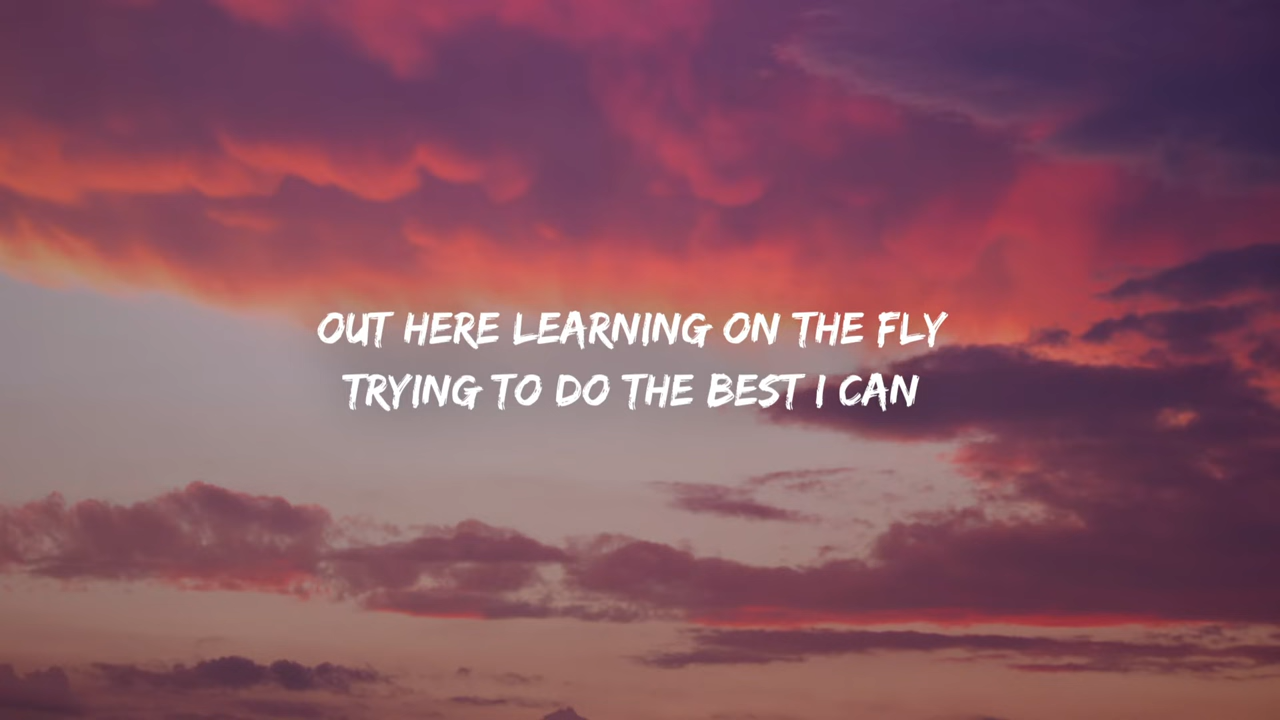 OUT HERE LEARNING ON THE FLY
TRYING TO DO THE BEST I CAN